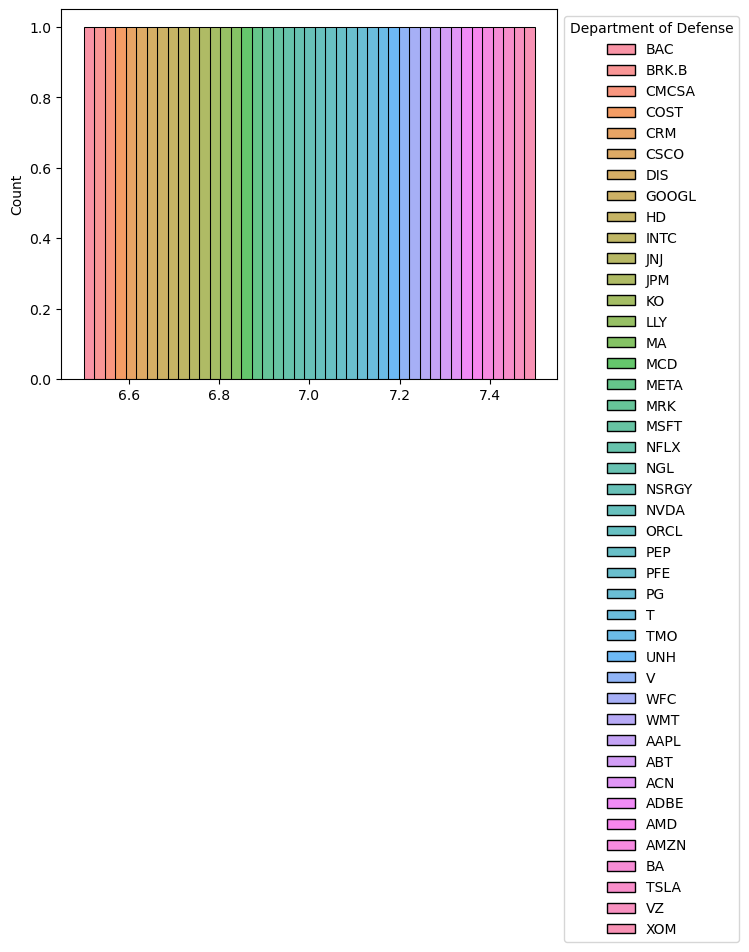 Department of Defense
BAC
BRK.B
CMCSA
COST
CRM
CSCO
DIS
GOOGL
HD
INTC
JNJ
JPM
KO
LLY
MA
MCD
META
MRK
MSFT
NFLX
NGL
NSRGY
NVDA
ORCL
PEP
PFE
PG
T
TMO
UNH
V
WFC
WMT
AAPL
ABT
ACN
ADBE
AMD
AMZN
BA
TSLA
VZ
XOM
Count
1.0
0.8
0.6
0.4
0.2
0.0
6.6 6.8 7.0 7.2 7.4